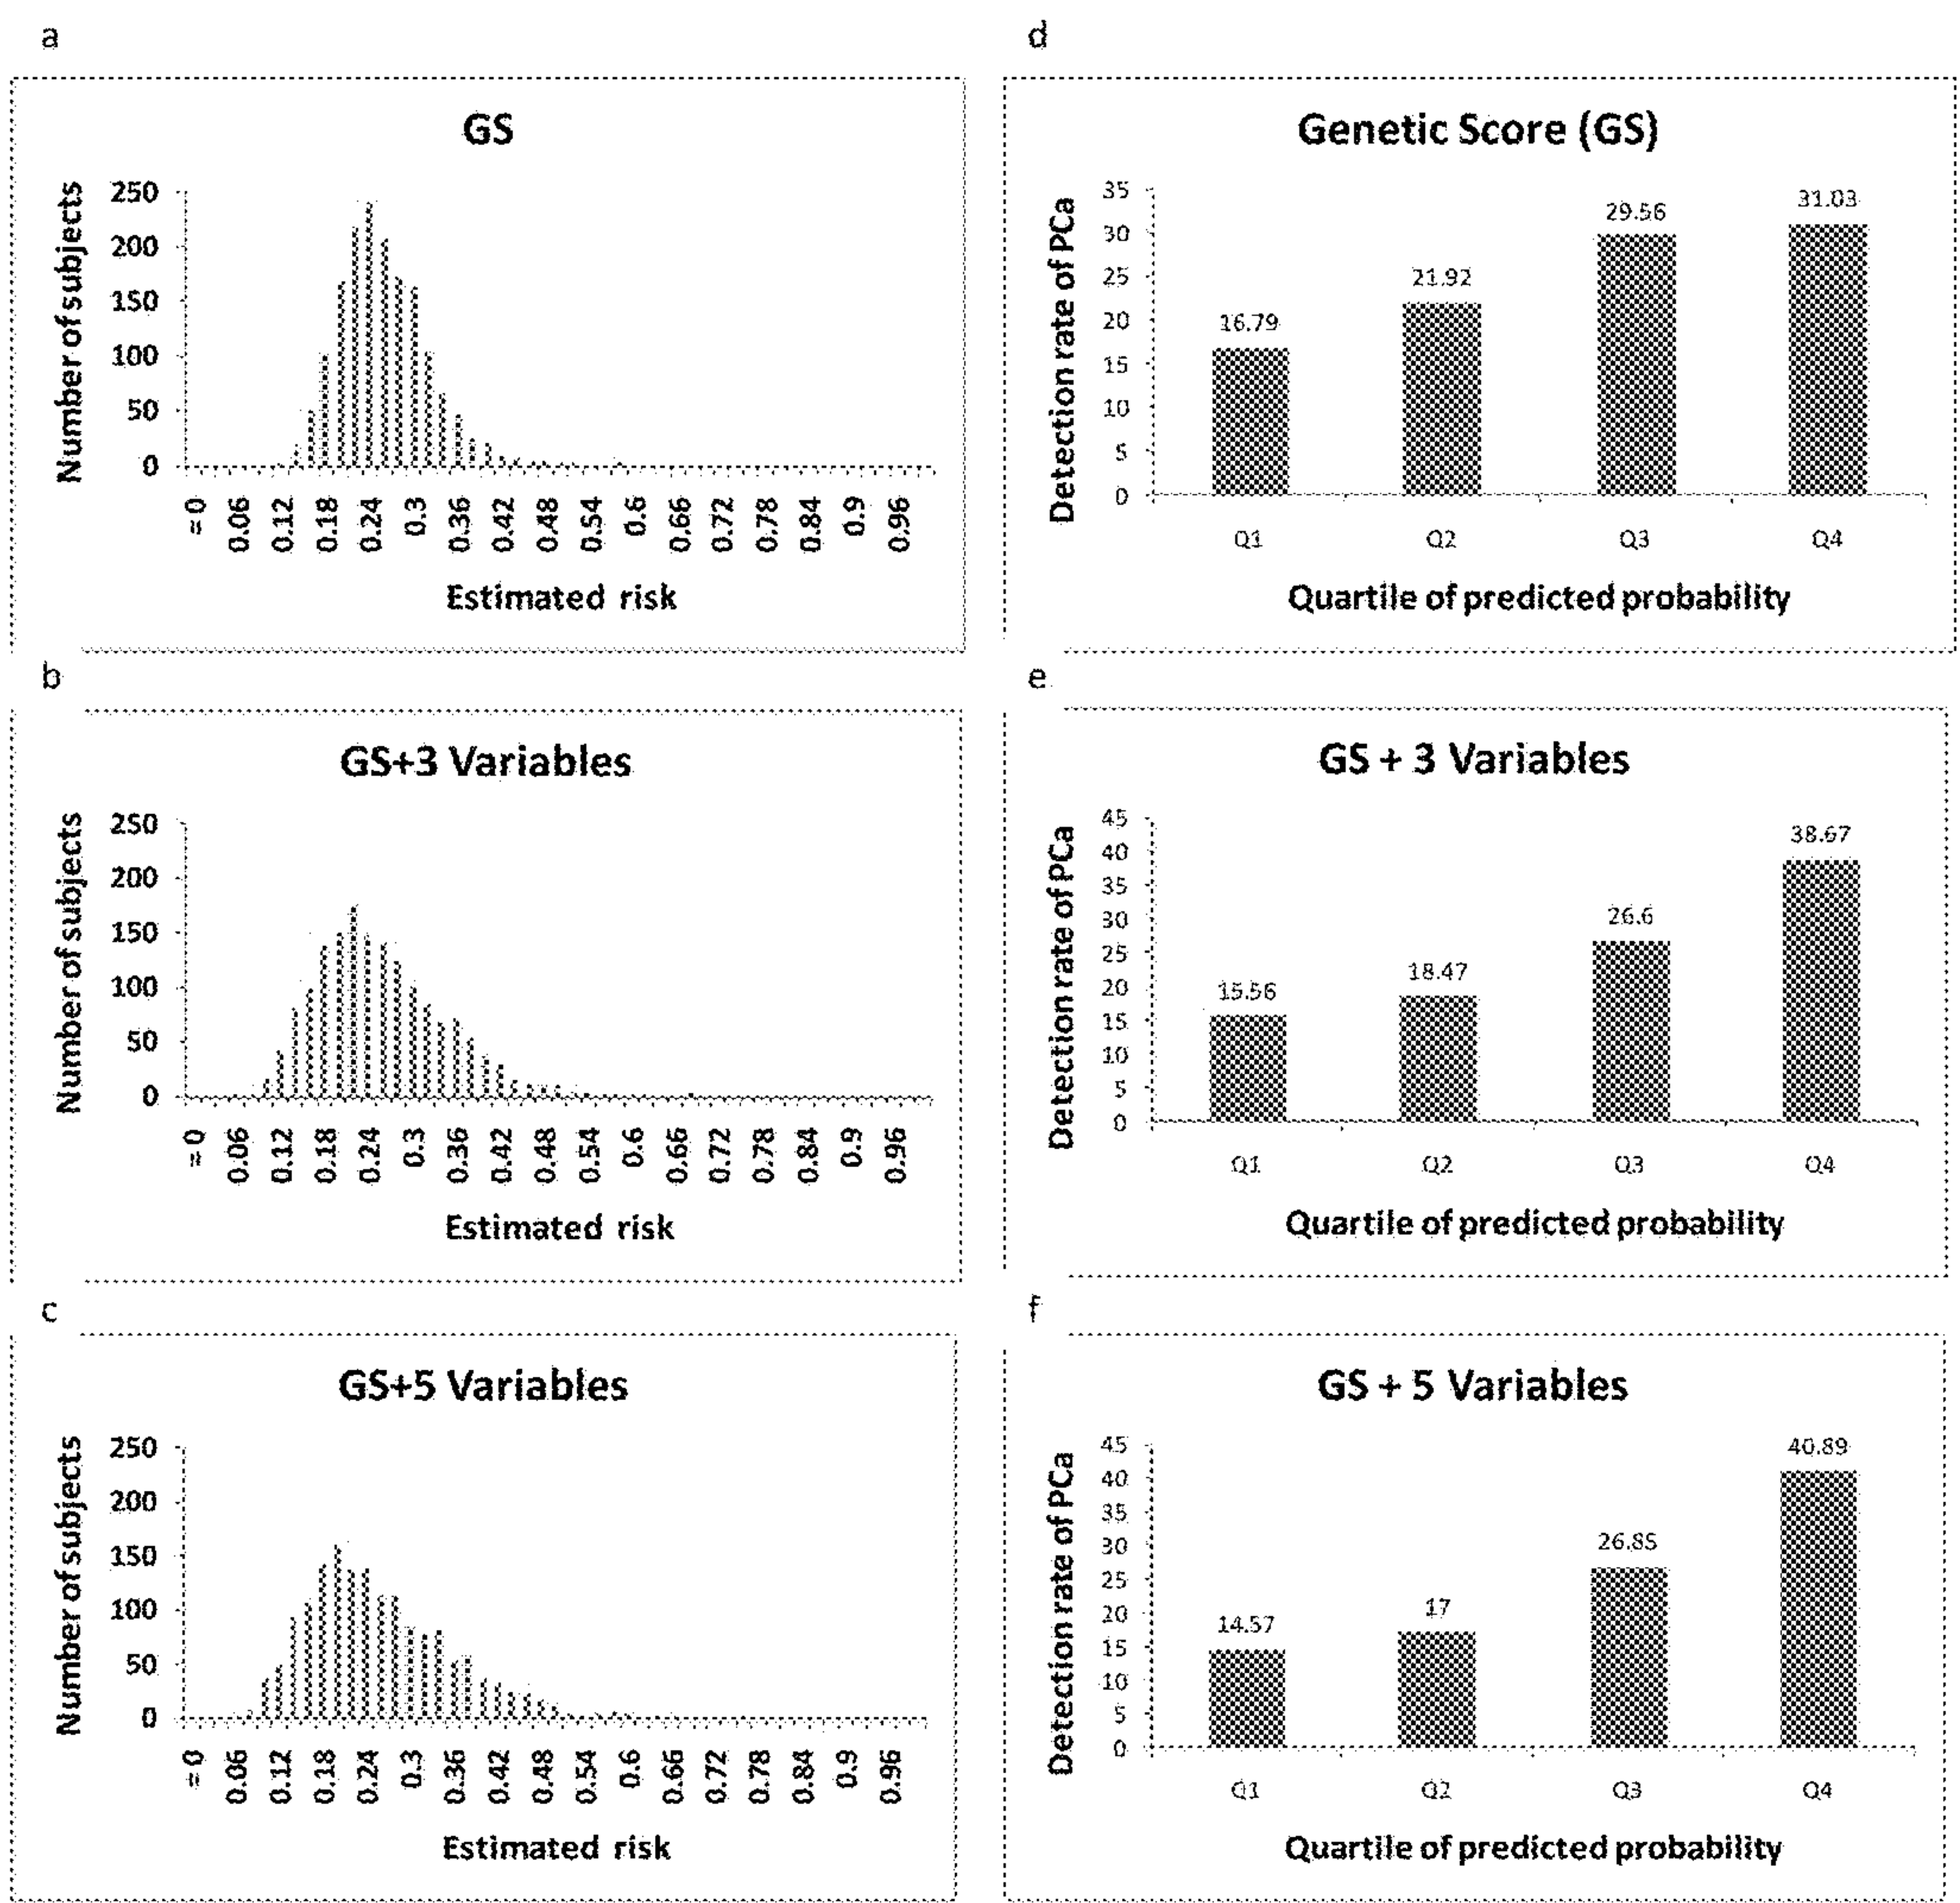 a
GS
Number of subjects
250
200
150
100
50
0
= 0 0.06 0.12 0.18 0.24 0.3 0.36 0.42 0.48 0.54 0.6 0.66 0.72 0.78 0.84 0.9 0.96
Estimated risk
d
Genetic Score (GS)
Detection rate of PCa
35
30
25
20
15
10
5
0
16.79
21.92
29.56
31.03
Q1 Q2 Q3 Q4
Quartile of predicted probability
b
GS+3 Variables
Number of subjects
250
200
150
100
50
0
= 0 0.06 0.12 0.18 0.24 0.3 0.36 0.42 0.48 0.54 0.6 0.66 0.72 0.78 0.84 0.9 0.96
Estimated risk
e
GS + 3 Variables
Detection rate of PCa
45
40
35
30
25
20
15
10
5
0
15.56
18.47
26.6
38.67
Q1 Q2 Q3 Q4
Quartile of predicted probability
c
GS+5 Variables
Number of subjects
250
200
150
100
50
0
= 0 0.06 0.12 0.18 0.24 0.3 0.36 0.42 0.48 0.54 0.6 0.66 0.72 0.78 0.84 0.9 0.96
Estimated risk
f
GS + 5 Variables
Detection rate of PCa
45
40
35
30
25
20
15
10
5
0
14.57
17
26.85
40.89
Q1 Q2 Q3 Q4
Quartile of predicted probability